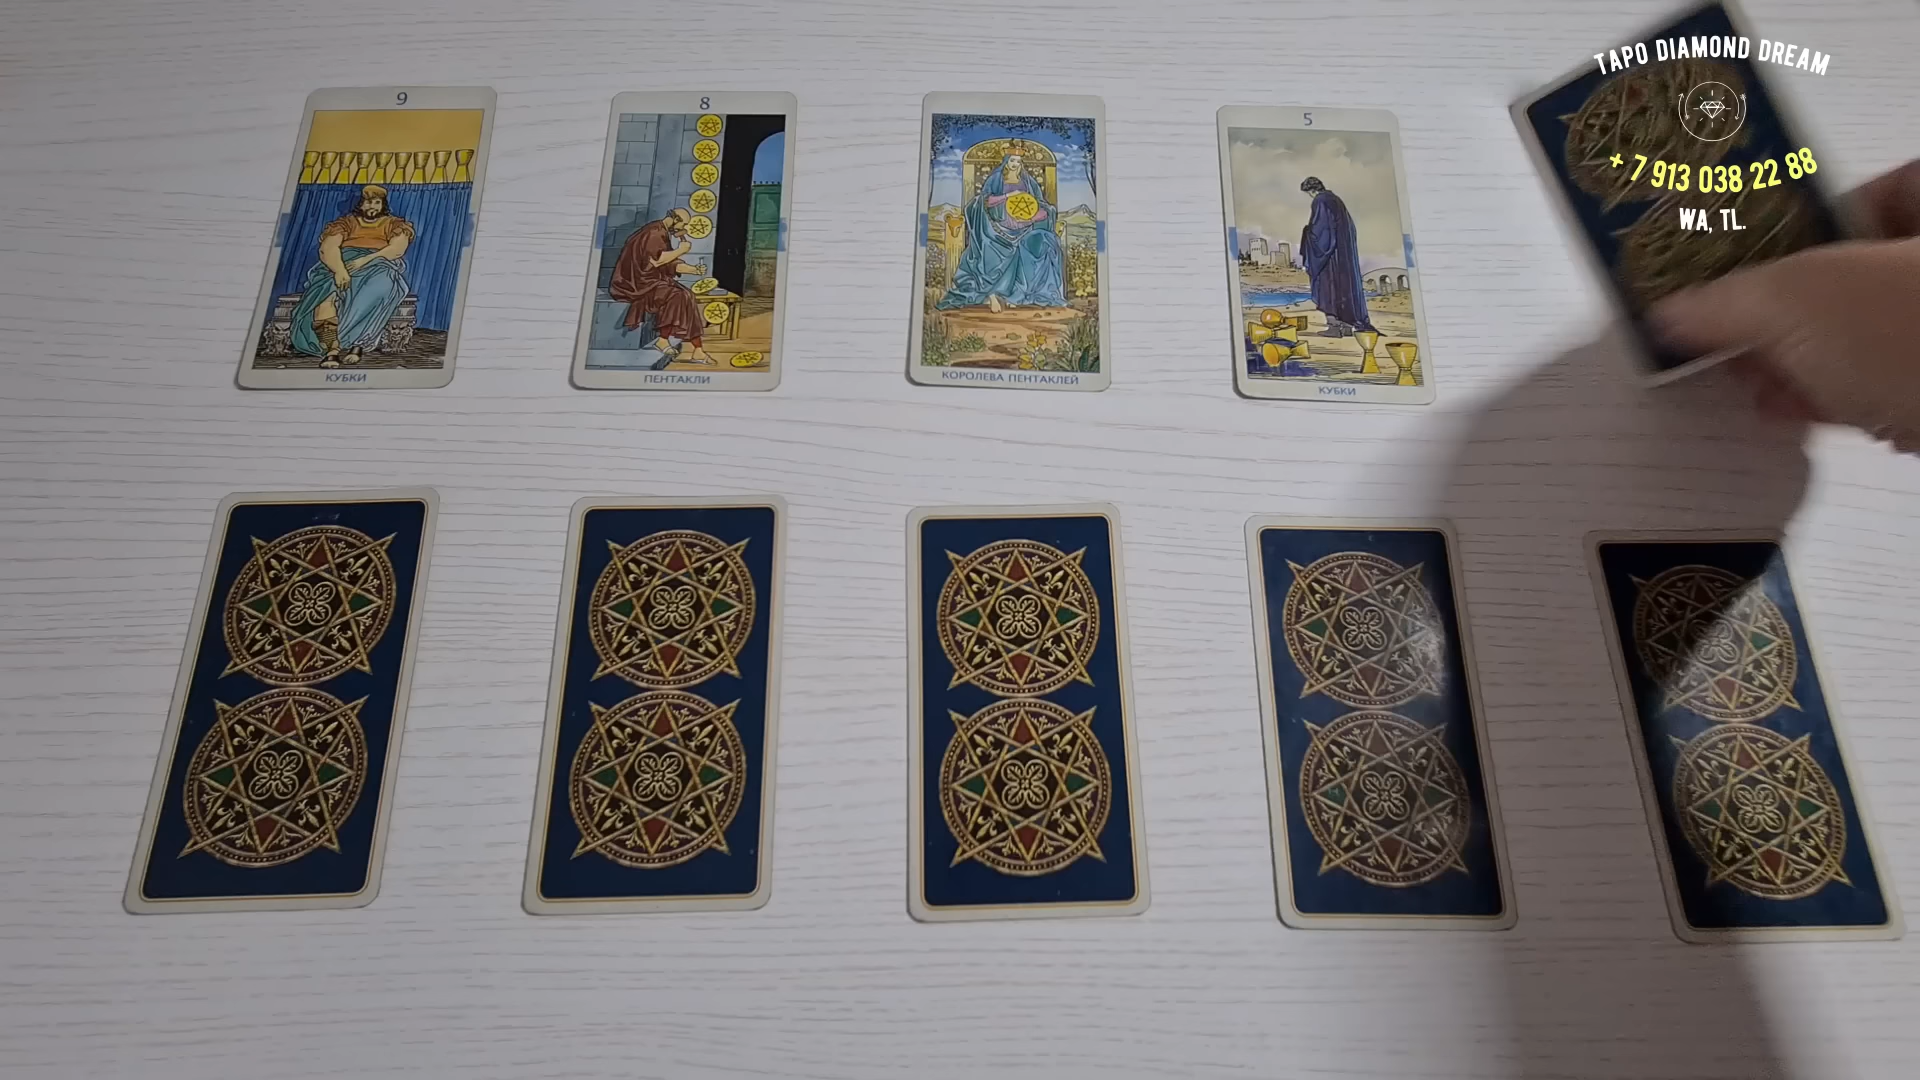 9
8
5
КУБКИ
ПЕНТАКЛИ
КОРОЛЕВА ПЕНТАКЛЕЙ
КУБКИ
ТАРО DIAMOND DREAM
+ 7 913 038 22 88
WA, TL.